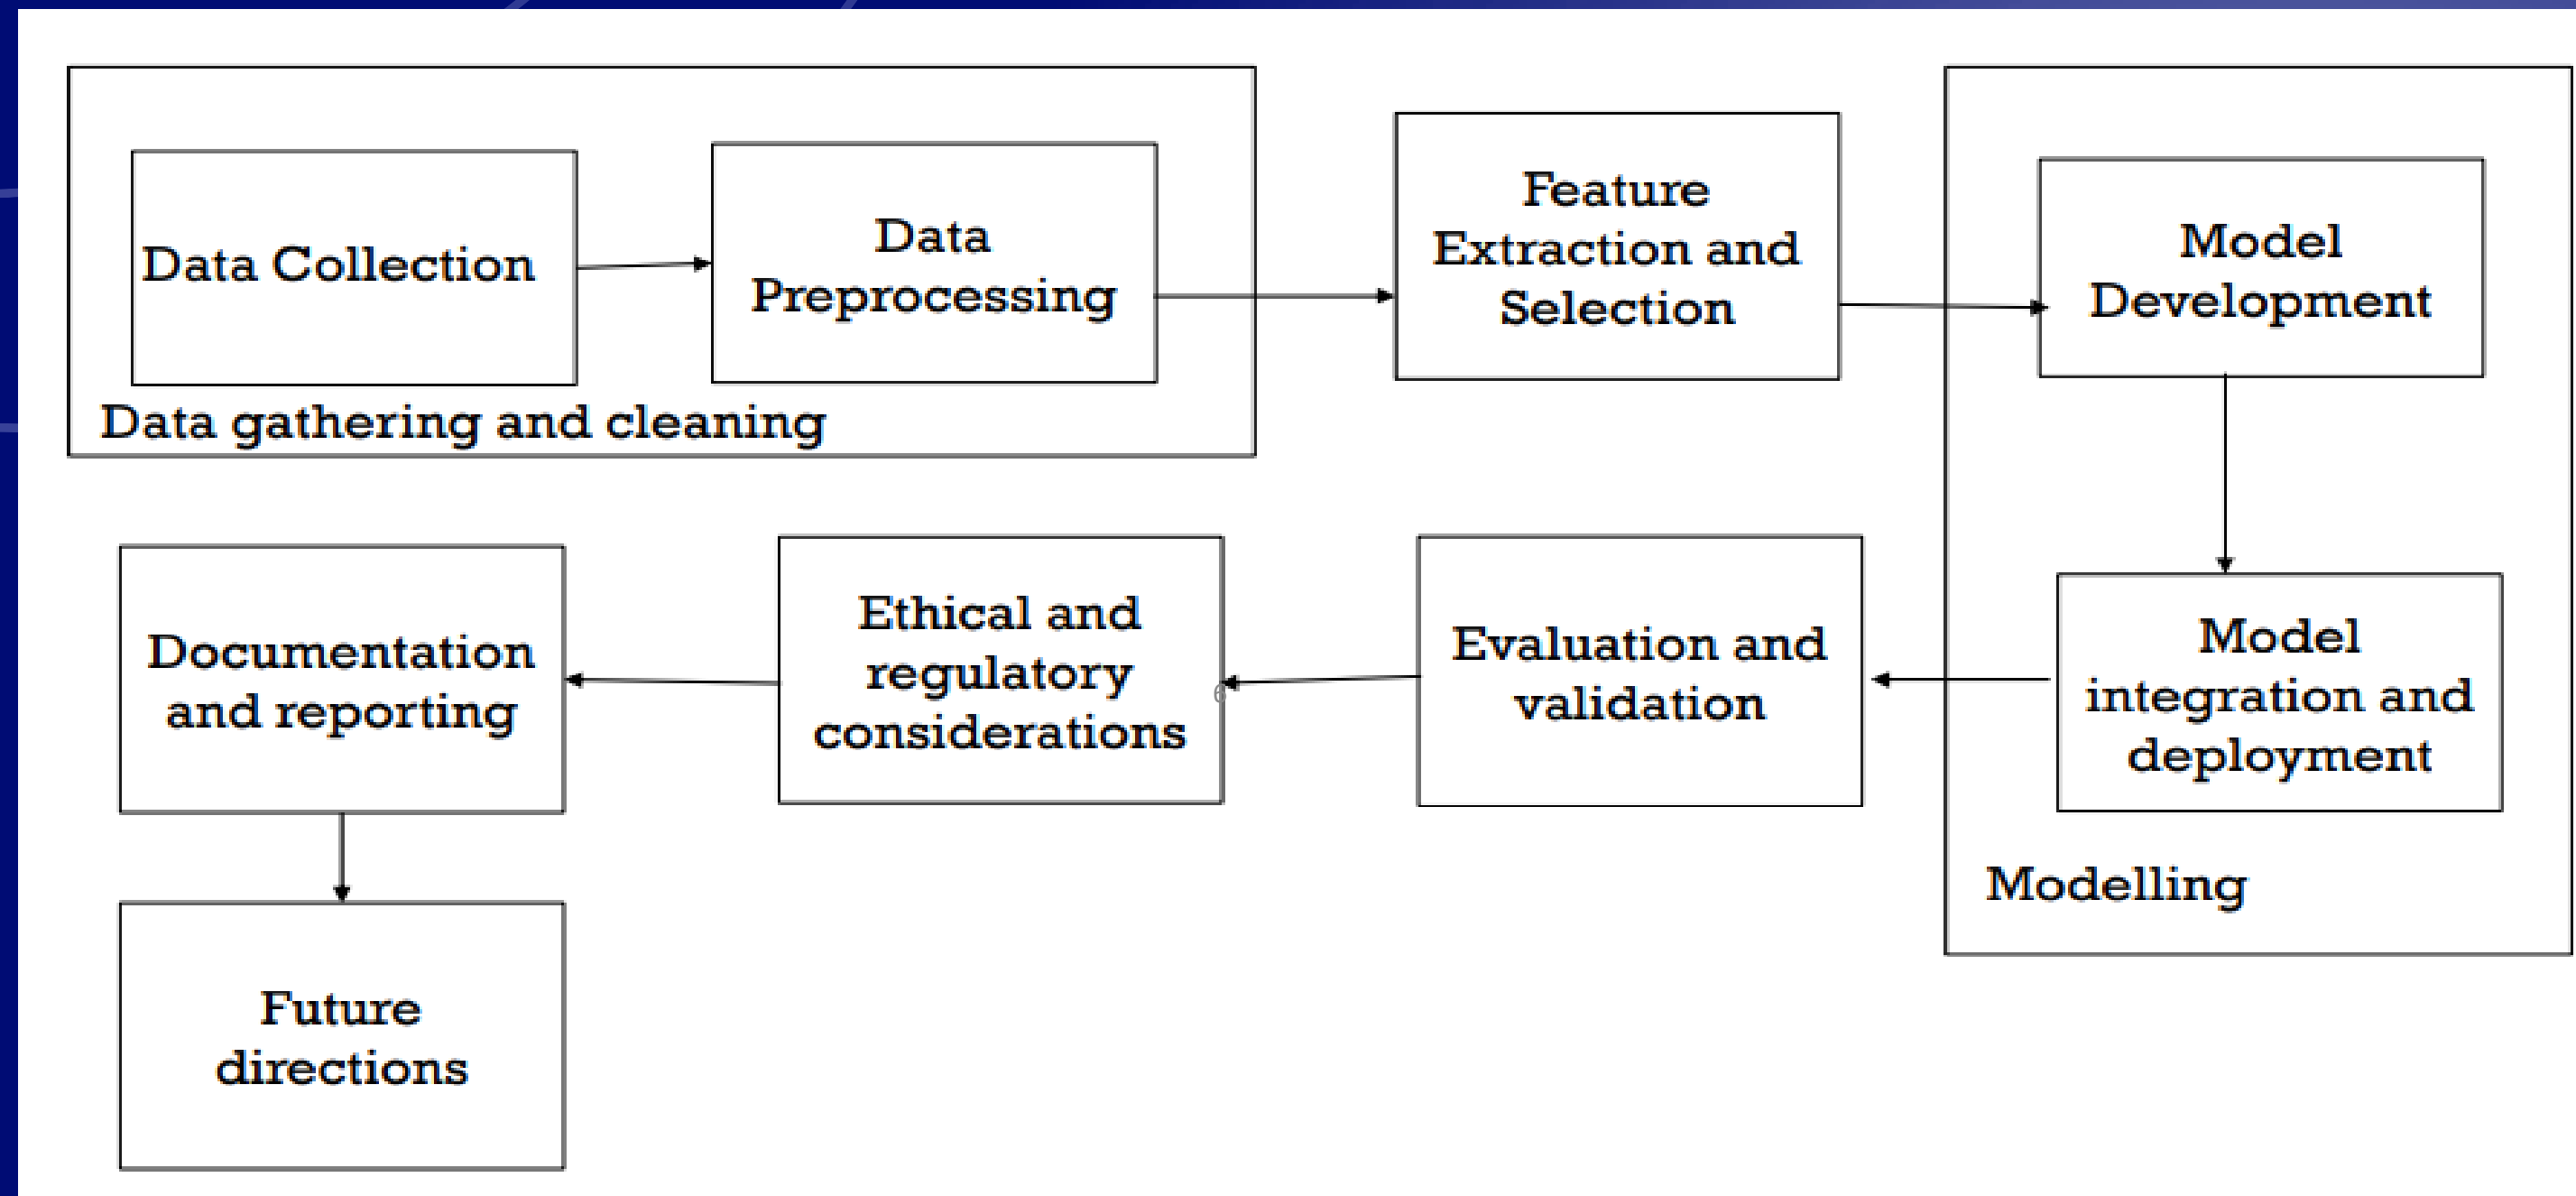 Data Collection
Data
Preprocessing
Data gathering and cleaning
Feature
Extraction and
Selection
Model
Development
Model
integration and
deployment
Modelling
Evaluation and
validation
Ethical and
regulatory
considerations
6
Documentation
and reporting
Future
directions